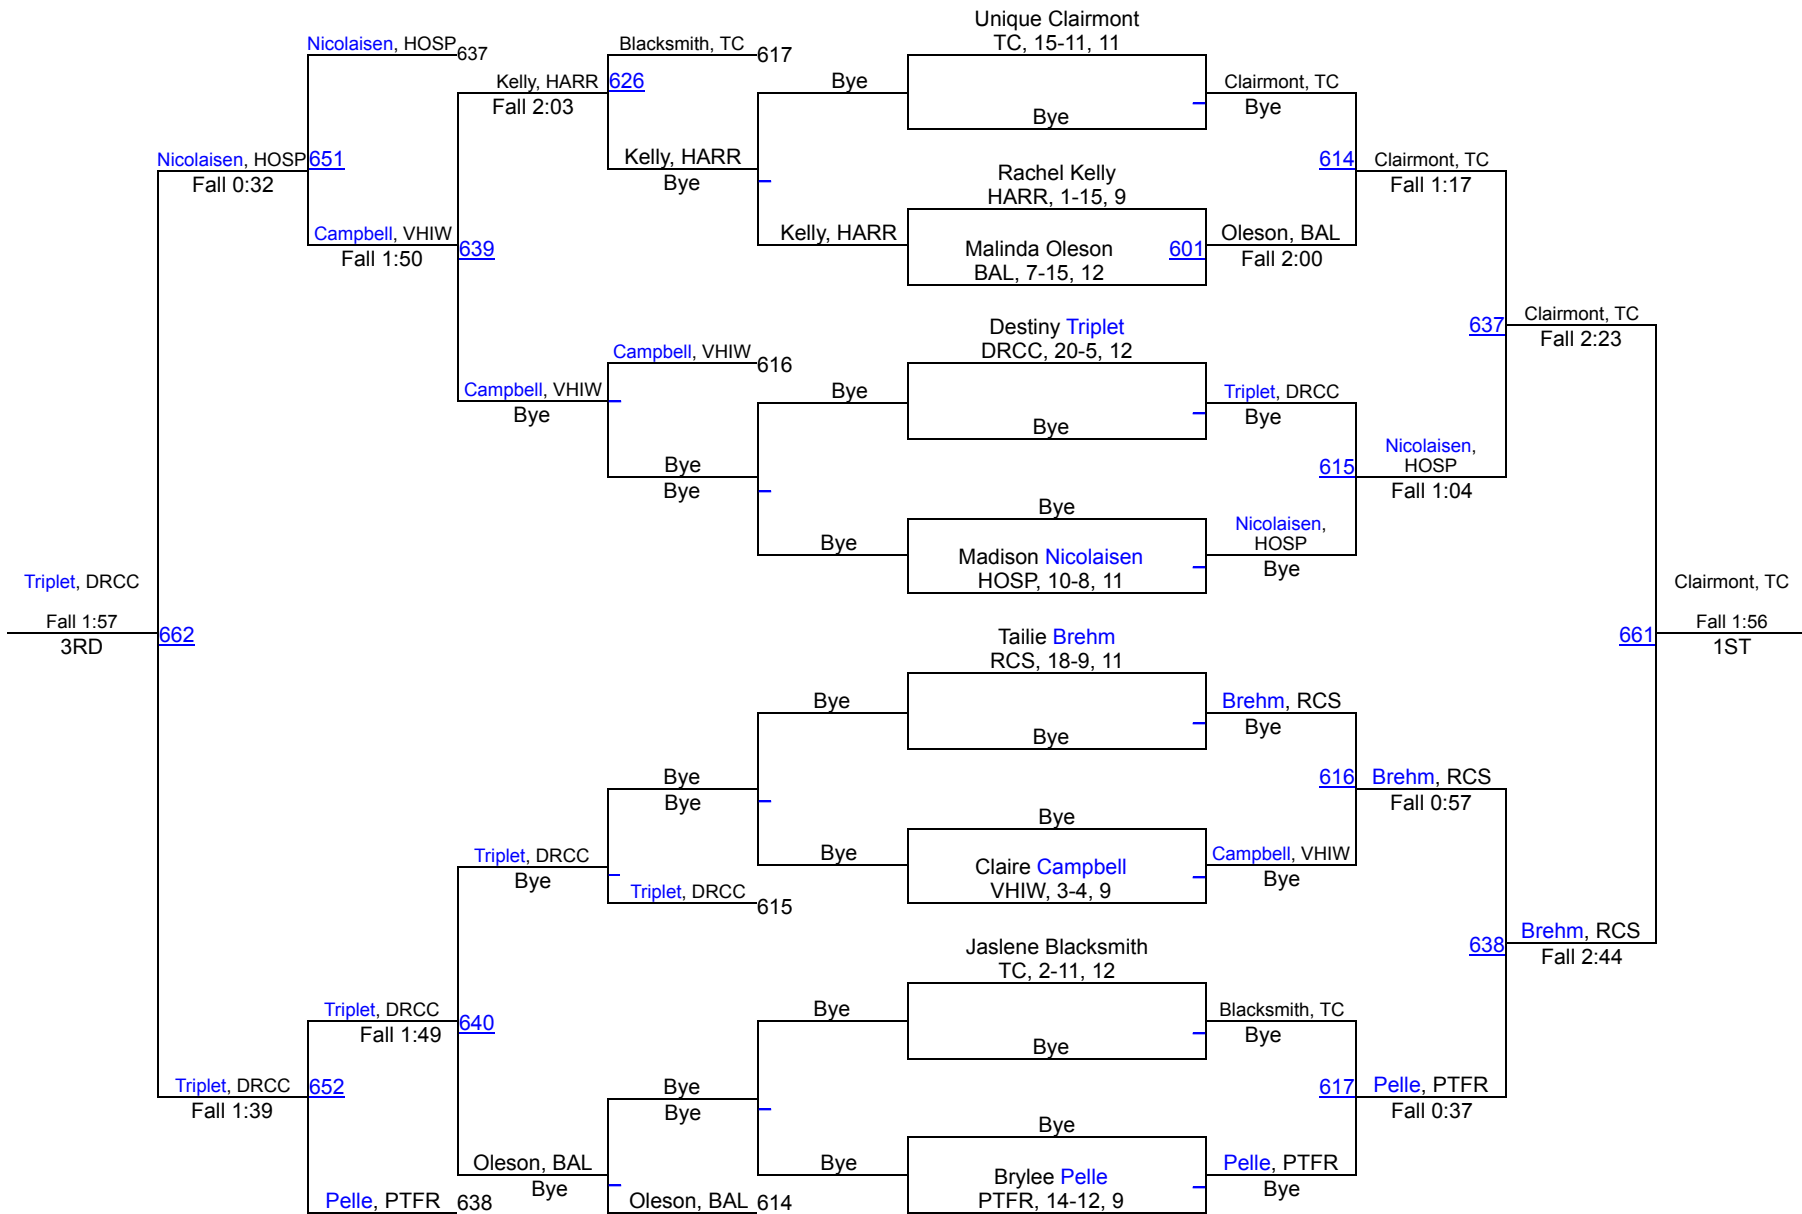 Unique Clairmont
TC, 15-11, 11
Nicolaisen, HOSP 637
Blacksmith, TC 617
Kelly, HARR 626
Fall 2:03
Bye
Bye
Clairmont, TC
Bye
Nicolaisen, HOSP 651
Fall 0:32
Kelly, HARR
Bye
Rachel Kelly
HARR, 1-15, 9
614 Clairmont, TC
Fall 1:17
Campbell, VHIW 639
Fall 1:50
Kelly, HARR
Malinda Oleson
BAL, 7-15, 12
601 Oleson, BAL
Fall 2:00
Destiny Triplet
DRCC, 20-5, 12
637 Clairmont, TC
Fall 2:23
Campbell, VHIW 616
Campbell, VHIW
Bye
Bye
Bye
Triplet, DRCC
Bye
Bye
Bye
615 Nicolaisen,
HOSP
Fall 1:04
Bye
Bye
Madison Nicolaisen
HOSP, 10-8, 11
Nicolaisen,
HOSP
Bye
Triplet, DRCC
Fall 1:57
3RD
662
Clairmont, TC
661 Fall 1:56
1ST
Tailie Brehm
RCS, 18-9, 11
Bye
Bye
Brehm, RCS
Bye
Bye
Bye
616 Brehm, RCS
Fall 0:57
Bye
Triplet, DRCC
Bye
Bye
Claire Campbell
VHIW, 3-4, 9
Campbell, VHIW
Bye
Triplet, DRCC 615
Jaslene Blacksmith
TC, 2-11, 12
638 Brehm, RCS
Fall 2:44
Triplet, DRCC 640
Fall 1:49
Bye
Bye
Blacksmith, TC
Bye
Triplet, DRCC 652
Fall 1:39
Bye
Bye
617 Pelle, PTFR
Fall 0:37
Bye
Oleson, BAL
Bye
Bye
Brylee Pelle
PTFR, 14-12, 9
Pelle, PTFR
Bye
Pelle, PTFR 638
Oleson, BAL 614